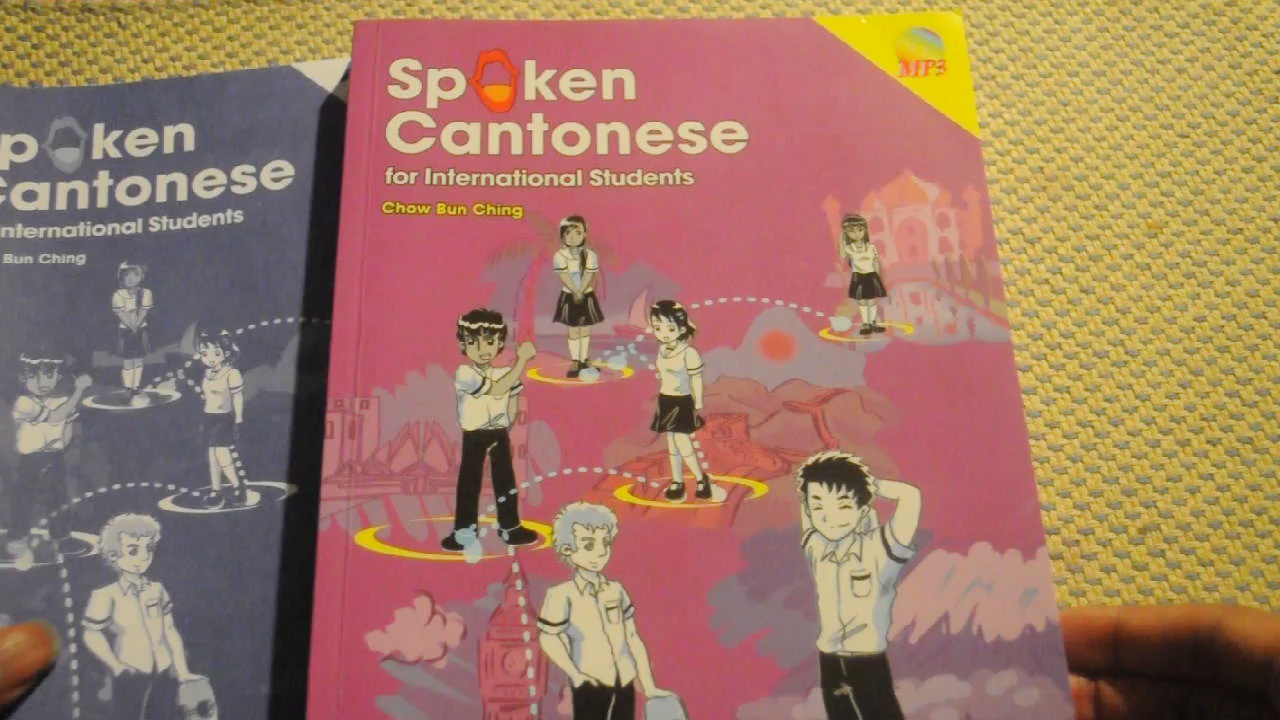 Spoken
Cantonese
for International Students
Chow Bun Ching
MP3
Spoken
Cantonese
International Students
Bun Ching